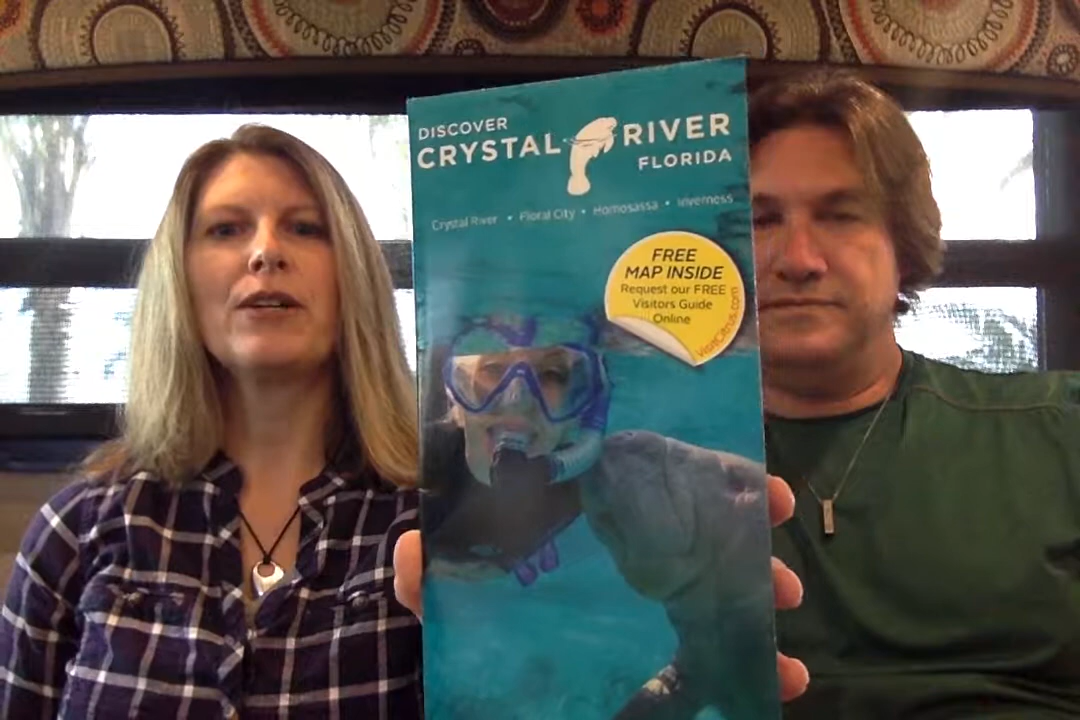 DISCOVER
CRYSTAL RIVER
FLORIDA
Crystal River • Floral City • Homosassa • Inverness
FREE
MAP INSIDE
Request our FREE
Visitors Guide
Online
VisitCitrus.com